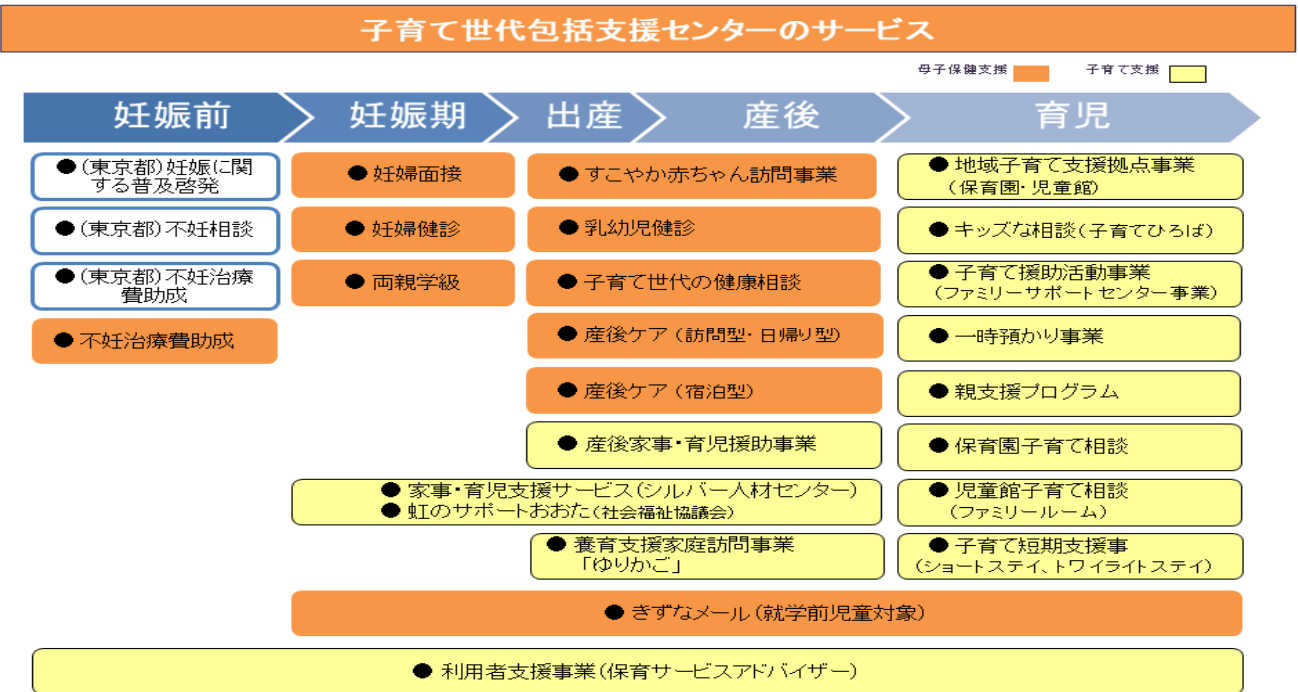 子育て世代包括支援センターのサービス
母子保健支援
子育て支援
妊娠前
妊娠期
出産
産後
育児
●(東京都)妊娠に関
する普及啓発
●(東京都)不妊相談
●(東京都)不妊治療
費助成
●不妊治療費助成
●妊婦面接
●妊婦健診
●両親学級
●すこやか赤ちゃん訪問事業
●乳幼児健診
●子育て世代の健康相談
●産後ケア(訪問型・日帰り型)
●産後ケア(宿泊型)
●産後家事・育児援助事業
●家事・育児支援サービス(シルバー人材センター)
●虹のサポートおおた(社会福祉協議会)
●養育支援家庭訪問事業
「ゆりかご」
●地域子育て支援拠点事業
(保育園・児童館)
●キッズな相談(子育てひろば)
●子育て援助活動事業
(ファミリーサポートセンター事業)
●一時預かり事業
●親支援プログラム
●保育園子育て相談
●児童館子育て相談
(ファミリールーム)
●子育て短期支援事
(ショートステイ、トワイライトステイ)
●きずなメール(就学前児童対象)
●利用者支援事業(保育サービスアドバイザー)